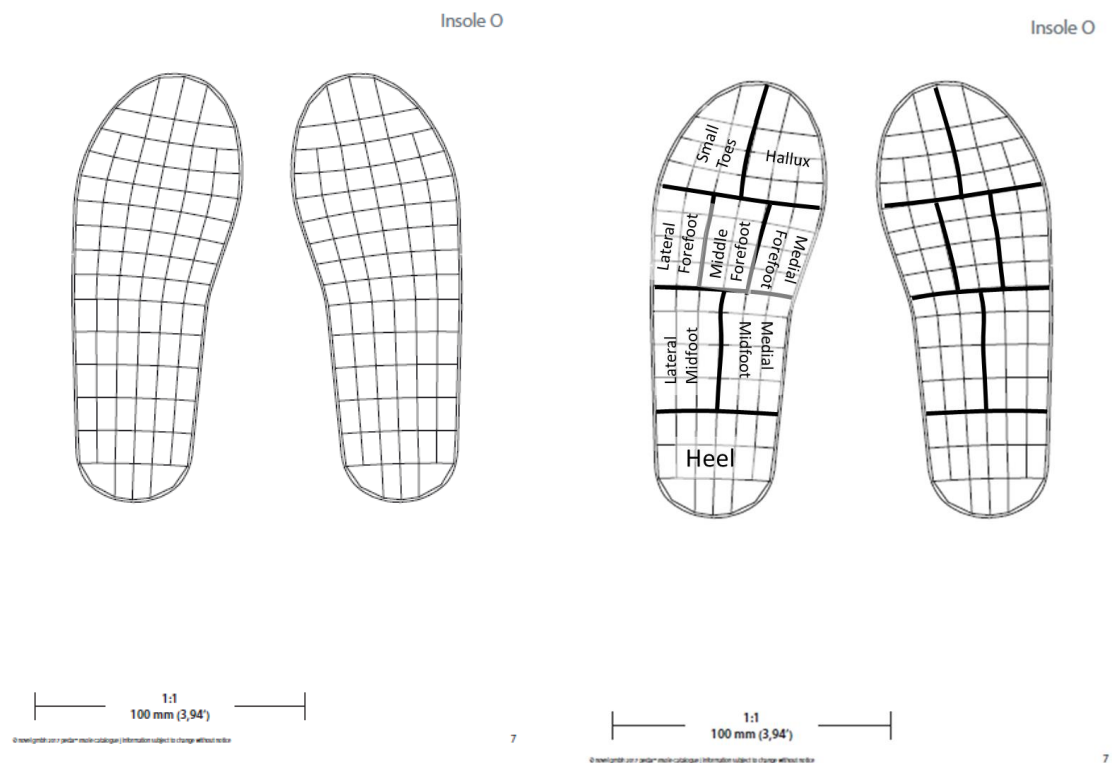 Insole O
1:1
100 mm (3,94')
7
Insole O
Small
Toes
Hallux
Lateral
Forefoot
Middle
Forefoot
Medial
Forefoot
Lateral
Midfoot
Medial
Midfoot
Heel
1:1
100 mm (3,94')
7